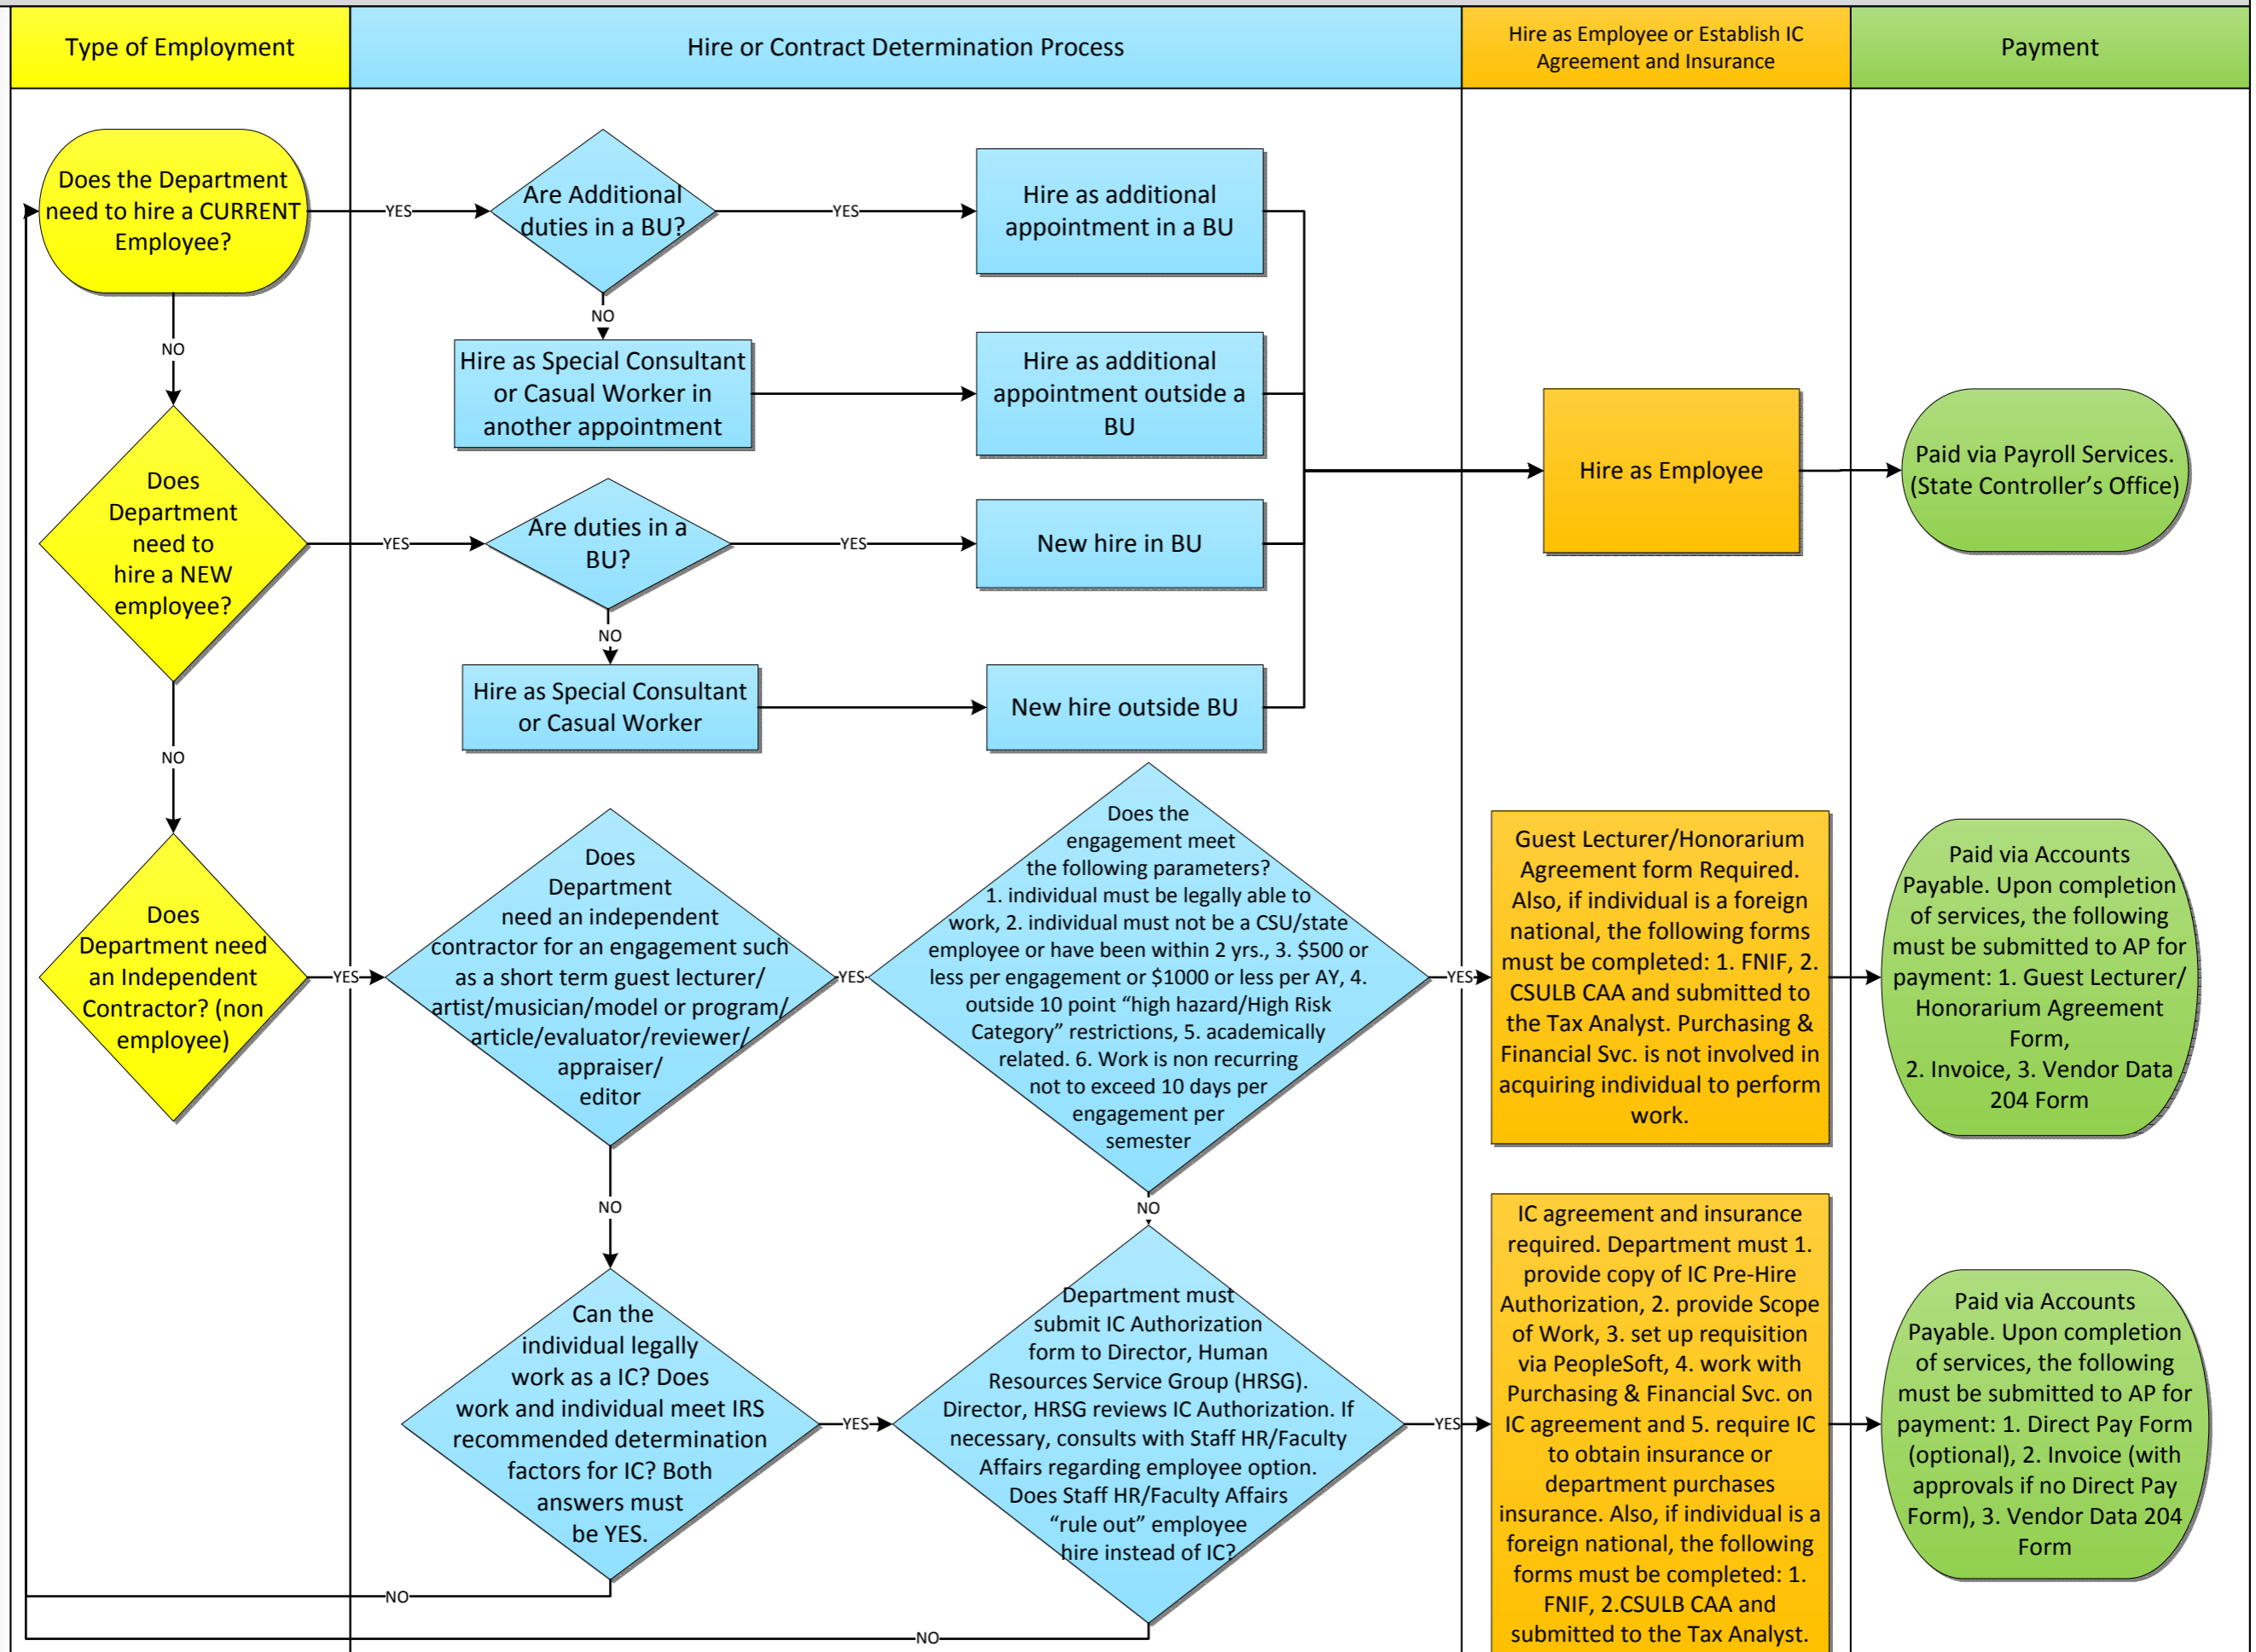 Type of Employment
Hire or Contract Determination Process
Hire as Employee or Establish IC
Agreement and Insurance
Payment
Does the Department
need to hire a CURRENT
Employee?
YES
Are Additional
duties in a BU?
YES
Hire as additional
appointment in a BU
NO
NO
Hire as Special Consultant
or Casual Worker in
another appointment
Hire as additional
appointment outside a
BU
Hire as Employee
Paid via Payroll Services.
(State Controller’s Office)
Does
Department
need to
hire a NEW
employee?
YES
Are duties in a
BU?
YES
New hire in BU
NO
Hire as Special Consultant
or Casual Worker
New hire outside BU
NO
Does
Department need
an Independent
Contractor? (non
employee)
YES
Does
Department
need an independent
contractor for an engagement such
as a short term guest lecturer/
artist/musician/model or program/
article/evaluator/reviewer/
appraiser/
editor
YES
Does the
engagement meet
the following parameters?
1. individual must be legally able to
work, 2. individual must not be a CSU/state
employee or have been within 2 yrs., 3. $500 or
less per engagement or $1000 or less per AY, 4.
outside 10 point “high hazard/High Risk
Category” restrictions, 5. academically
related. 6. Work is non recurring
not to exceed 10 days per
engagement per
semester
YES
Guest Lecturer/Honorarium
Agreement form Required.
Also, if individual is a foreign
national, the following forms
must be completed: 1. FNIF, 2.
CSULB CAA and submitted to
the Tax Analyst. Purchasing &
Financial Svc. is not involved in
acquiring individual to perform
work.
Paid via Accounts
Payable. Upon completion
of services, the following
must be submitted to AP for
payment: 1. Guest Lecturer/
Honorarium Agreement
Form,
2. Invoice, 3. Vendor Data
204 Form
NO
NO
Can the
individual legally
work as a IC? Does
work and individual meet IRS
recommended determination
factors for IC? Both
answers must
be YES.
YES
Department must
submit IC Authorization
form to Director, Human
Resources Service Group (HRSG).
Director, HRSG reviews IC Authorization. If
necessary, consults with Staff HR/Faculty
Affairs regarding employee option.
Does Staff HR/Faculty Affairs
“rule out” employee
hire instead of IC?
YES
IC agreement and insurance
required. Department must 1.
provide copy of IC Pre-Hire
Authorization, 2. provide Scope
of Work, 3. set up requisition
via PeopleSoft, 4. work with
Purchasing & Financial Svc. on
IC agreement and 5. require IC
to obtain insurance or
department purchases
insurance. Also, if individual is a
foreign national, the following
forms must be completed: 1.
FNIF, 2.CSULB CAA and
submitted to the Tax Analyst.
Paid via Accounts
Payable. Upon completion
of services, the following
must be submitted to AP for
payment: 1. Direct Pay Form
(optional), 2. Invoice (with
approvals if no Direct Pay
Form), 3. Vendor Data 204
Form
NO
NO